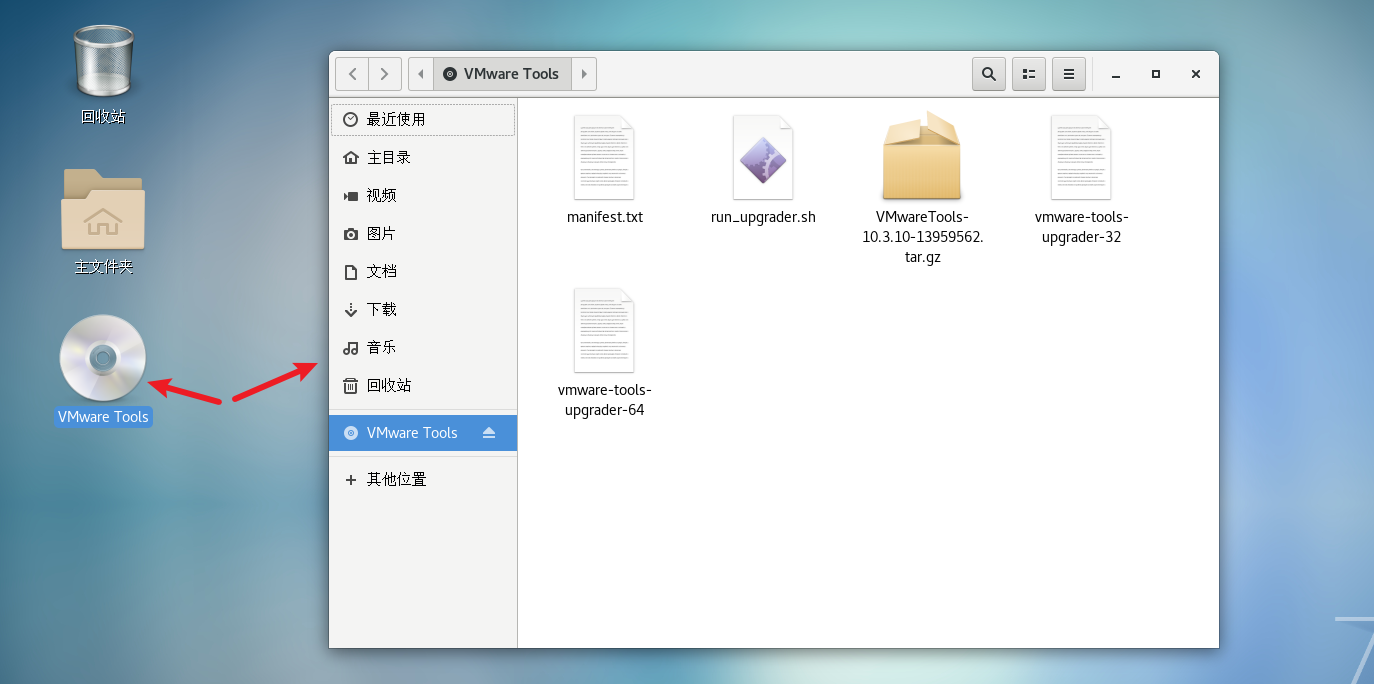 回收站
主文件夹
VMware Tools
VMware Tools
最近使用
主目录
视频
图片
文档
下载
音乐
回收站
VMware Tools
其他位置
manifest.txt
run_upgrader.sh
VMwareTools-
10.3.10-13959562.
tar.gz
vmware-tools-
upgrader-32
vmware-tools-
upgrader-64
7